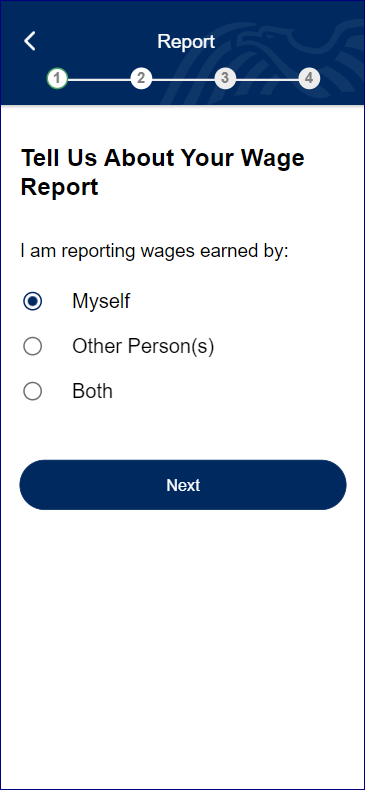 Report
1 2 3 4
Tell Us About Your Wage
Report
I am reporting wages earned by:
Myself
Other Person(s)
Both
Next